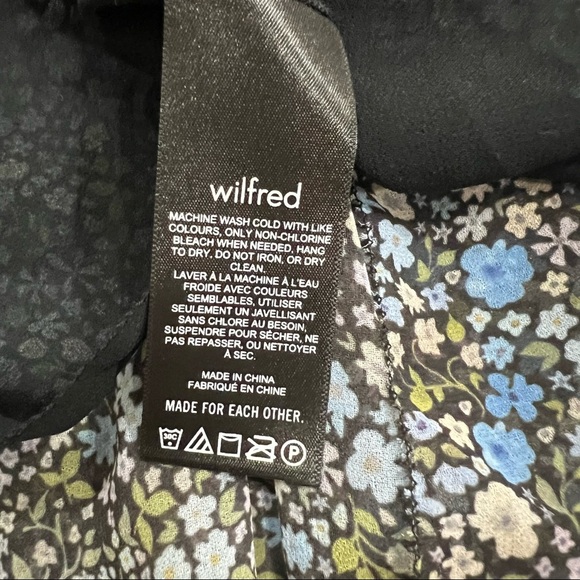 wilfred
MACHINE WASH COLD WITH LIKE
COLOURS, ONLY NON-CHLORINE
BLEACH WHEN NEEDED, HANG
TO DRY. DO NOT IRON, OR DRY
CLEAN.
LAVER À LA MACHINE À L'EAU
FROIDE AVEC COULEURS
SEMBLABLES, UTILISER
SEULEMENT UN JAVELLISANT
SANS CHLORE AU BESOIN,
SUSPENDRE POUR SÉCHER, NE
PAS REPASSER, OU NETTOYER
À SEC.
MADE IN CHINA
FABRIQUÉ EN CHINE
MADE FOR EACH OTHER.
30C P